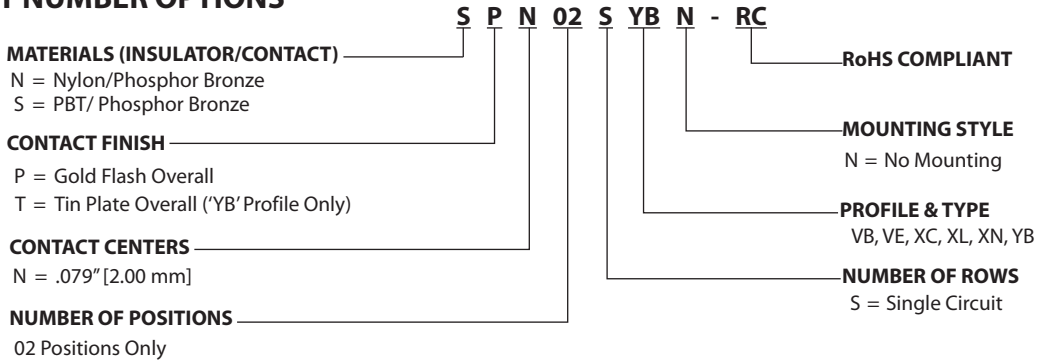 T NUMBER OPTIONS
S P N 02 S YB N - RC
MATERIALS (INSULATOR/CONTACT)
N = Nylon/Phosphor Bronze
S = PBT/ Phosphor Bronze
CONTACT FINISH
P = Gold Flash Overall
T = Tin Plate Overall ('YB' Profile Only)
CONTACT CENTERS
N = .079" [2.00 mm]
NUMBER OF POSITIONS
02 Positions Only
RoHS COMPLIANT
MOUNTING STYLE
N = No Mounting
PROFILE & TYPE
VB, VE, XC, XL, XN, YB
NUMBER OF ROWS
S = Single Circuit